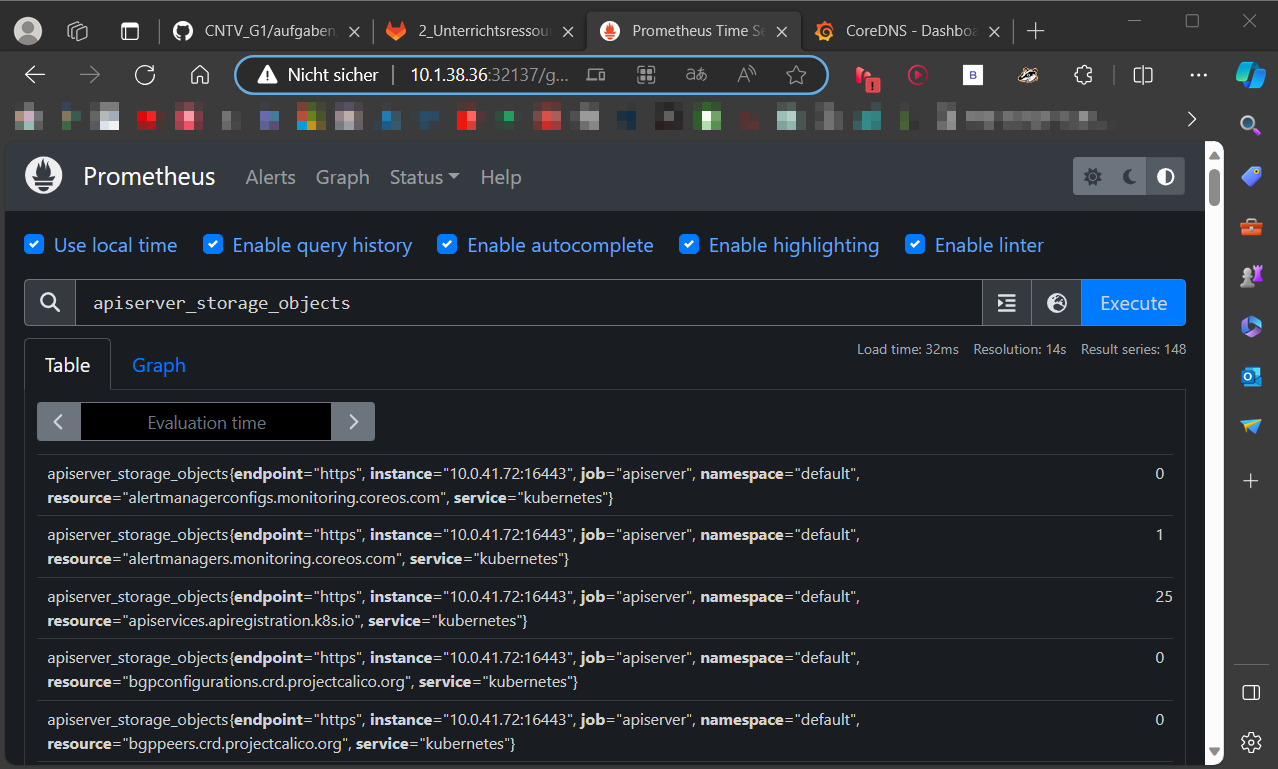 CNTV_G1/aufgaben
2_Unterrichtsressou
Prometheus Time Se
CoreDNS - Dashboa
Nicht sicher
10.1.38.36:32137/g...
Prometheus
Alerts
Graph
Status
Help
Use local time
Enable query history
Enable autocomplete
Enable highlighting
Enable linter
apiserver_storage_objects
Execute
Table
Graph
Load time: 32ms
Resolution: 14s
Result series: 148
Evaluation time
apiserver_storage_objects{endpoint="https", instance="10.0.41.72:16443", job="apiserver", namespace="default", 0
resource="alertmanagerconfigs.monitoring.coreos.com", service="kubernetes"}
apiserver_storage_objects{endpoint="https", instance="10.0.41.72:16443", job="apiserver", namespace="default", 1
resource="alertmanagers.monitoring.coreos.com", service="kubernetes"}
apiserver_storage_objects{endpoint="https", instance="10.0.41.72:16443", job="apiserver", namespace="default", 25
resource="apiservices.apiregistration.k8s.io", service="kubernetes"}
apiserver_storage_objects{endpoint="https", instance="10.0.41.72:16443", job="apiserver", namespace="default", 0
resource="bgpconfigurations.crd.projectcalico.org", service="kubernetes"}
apiserver_storage_objects{endpoint="https", instance="10.0.41.72:16443", job="apiserver", namespace="default", 0
resource="bgppeers.crd.projectcalico.org", service="kubernetes"}